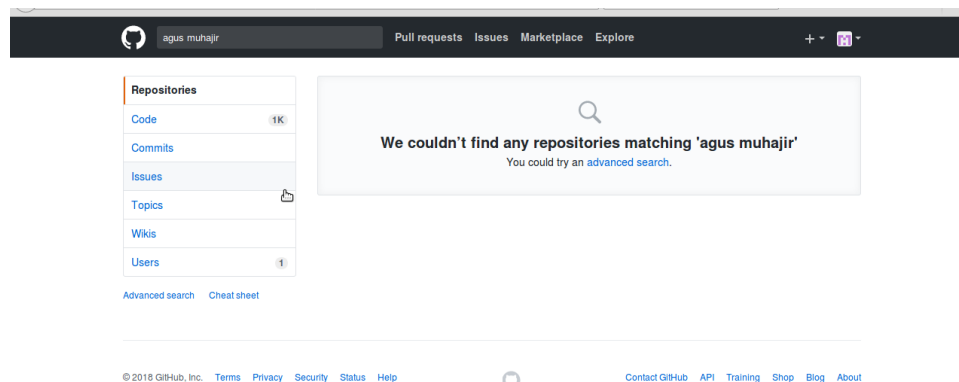 agus muhajir
Pull requests Issues Marketplace Explore
Repositories
Code 1K
Commits
Issues
Topics
Wikis
Users 1
Advanced search Cheat sheet
We couldn’t find any repositories matching 'agus muhajir'
You could try an advanced search.
© 2018 GitHub, Inc. Terms Privacy Security Status Help
Contact GitHub API Training Shop Blog About